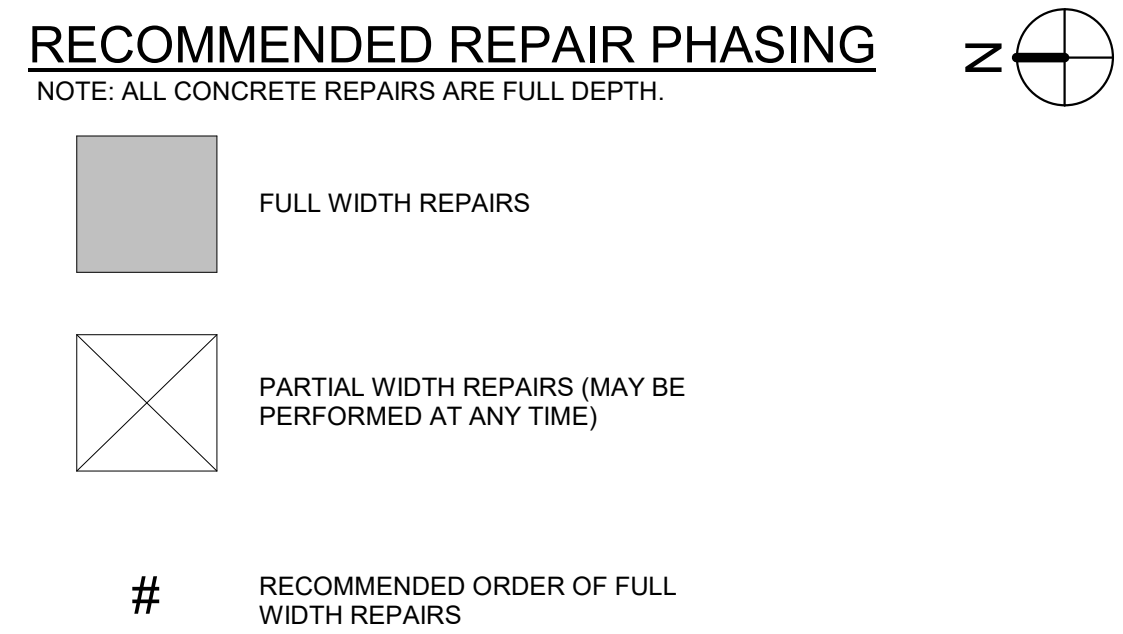 RECOMMENDED REPAIR PHASING
N
NOTE: ALL CONCRETE REPAIRS ARE FULL DEPTH.
FULL WIDTH REPAIRS
PARTIAL WIDTH REPAIRS (MAY BE
PERFORMED AT ANY TIME)
# RECOMMENDED ORDER OF FULL
WIDTH REPAIRS